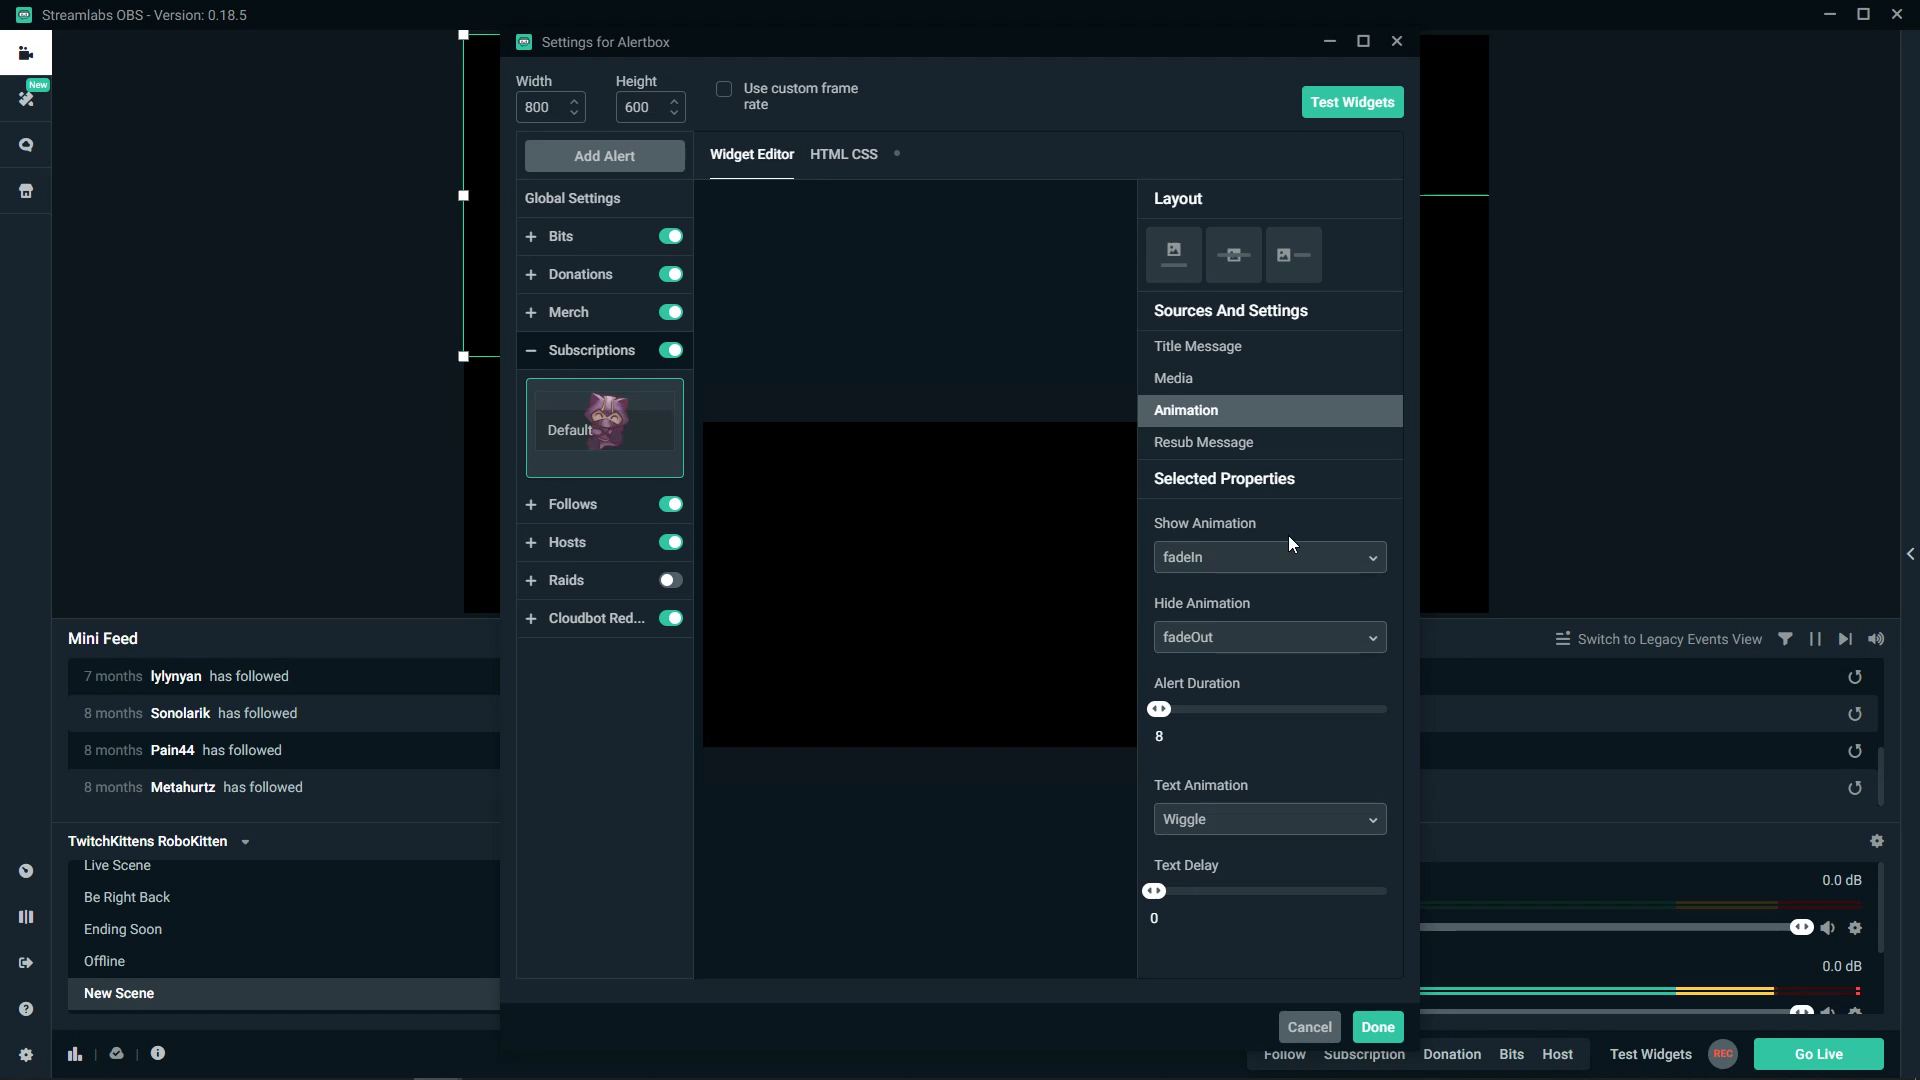 Streamlabs OBS - Version: 0.18.5
New
Settings for Alertbox
Width
Height
800
600
Use custom frame
rate
Test Widgets
Add Alert
Widget Editor
HTML CSS
Global Settings
Bits
Donations
Merch
Subscriptions
Default
Follows
Hosts
Raids
Cloudbot Red...
Layout
Sources And Settings
Title Message
Media
Animation
Resub Message
Selected Properties
Show Animation
fadeIn
Hide Animation
fadeOut
Alert Duration
8
Text Animation
Wiggle
Text Delay
0
Cancel
Done
Mini Feed
Switch to Legacy Events View
7 months lylynyan has followed
8 months Sonolarik has followed
8 months Pain44 has followed
8 months Metahurtz has followed
TwitchKittens RoboKitten
Live Scene
Be Right Back
Ending Soon
Offline
New Scene
0.0 dB
0.0 dB
Follow
Subscription
Donation
Bits
Host
Test Widgets
REC
Go Live